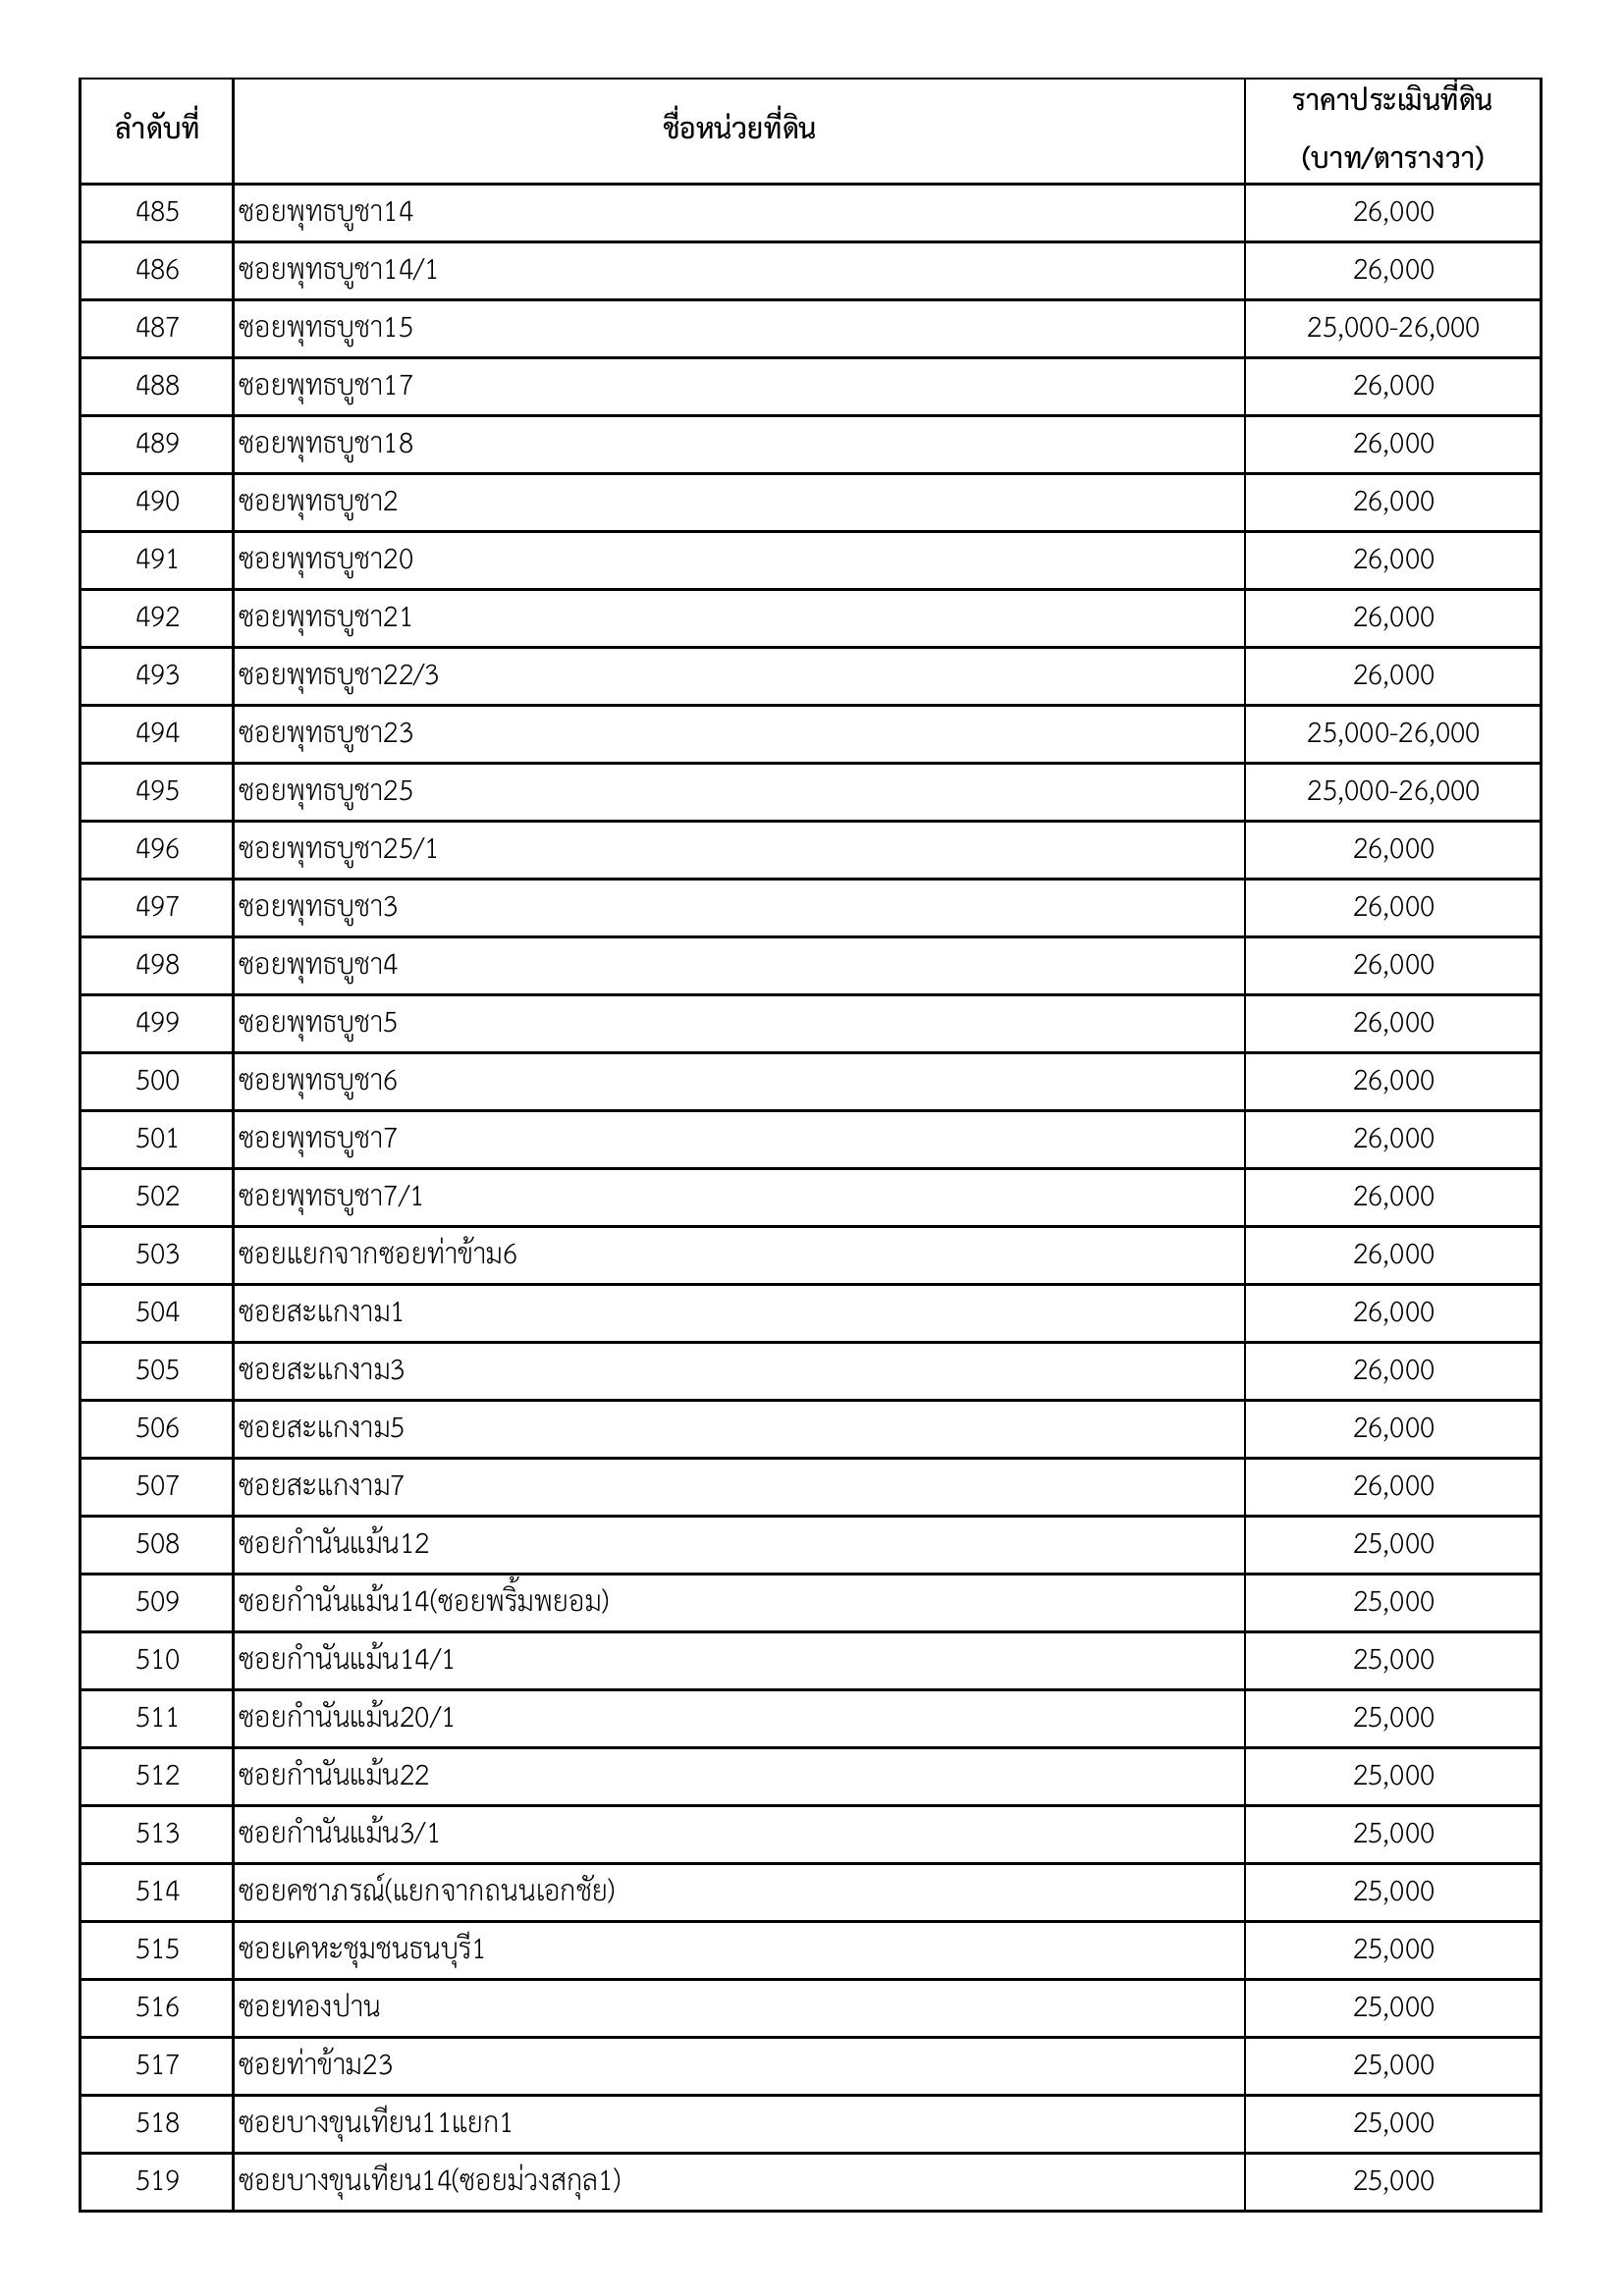 ลำดับที่ ชื่อหน่วยที่ดิน ราคาประเมินที่ดิน
(บาท/ตารางวา)
485 ซอยพุทธบูชา14 26,000
486 ซอยพุทธบูชา14/1 26,000
487 ซอยพุทธบูชา15 25,000-26,000
488 ซอยพุทธบูชา17 26,000
489 ซอยพุทธบูชา18 26,000
490 ซอยพุทธบูชา2 26,000
491 ซอยพุทธบูชา20 26,000
492 ซอยพุทธบูชา21 26,000
493 ซอยพุทธบูชา22/3 26,000
494 ซอยพุทธบูชา23 25,000-26,000
495 ซอยพุทธบูชา25 25,000-26,000
496 ซอยพุทธบูชา25/1 26,000
497 ซอยพุทธบูชา3 26,000
498 ซอยพุทธบูชา4 26,000
499 ซอยพุทธบูชา5 26,000
500 ซอยพุทธบูชา6 26,000
501 ซอยพุทธบูชา7 26,000
502 ซอยพุทธบูชา7/1 26,000
503 ซอยแยกจากซอยท่าข้าม6 26,000
504 ซอยสะแกงาม1 26,000
505 ซอยสะแกงาม3 26,000
506 ซอยสะแกงาม5 26,000
507 ซอยสะแกงาม7 26,000
508 ซอยกำนันแม้น12 25,000
509 ซอยกำนันแม้น14(ซอยพริ้มพยอม) 25,000
510 ซอยกำนันแม้น14/1 25,000
511 ซอยกำนันแม้น20/1 25,000
512 ซอยกำนันแม้น22 25,000
513 ซอยกำนันแม้น3/1 25,000
514 ซอยคชาภรณ์(แยกจากถนนเอกชัย) 25,000
515 ซอยเคหะชุมชนธนบุรี1 25,000
516 ซอยทองปาน 25,000
517 ซอยท่าข้าม23 25,000
518 ซอยบางขุนเทียน11แยก1 25,000
519 ซอยบางขุนเทียน14(ซอยม่วงสกุล1) 25,000